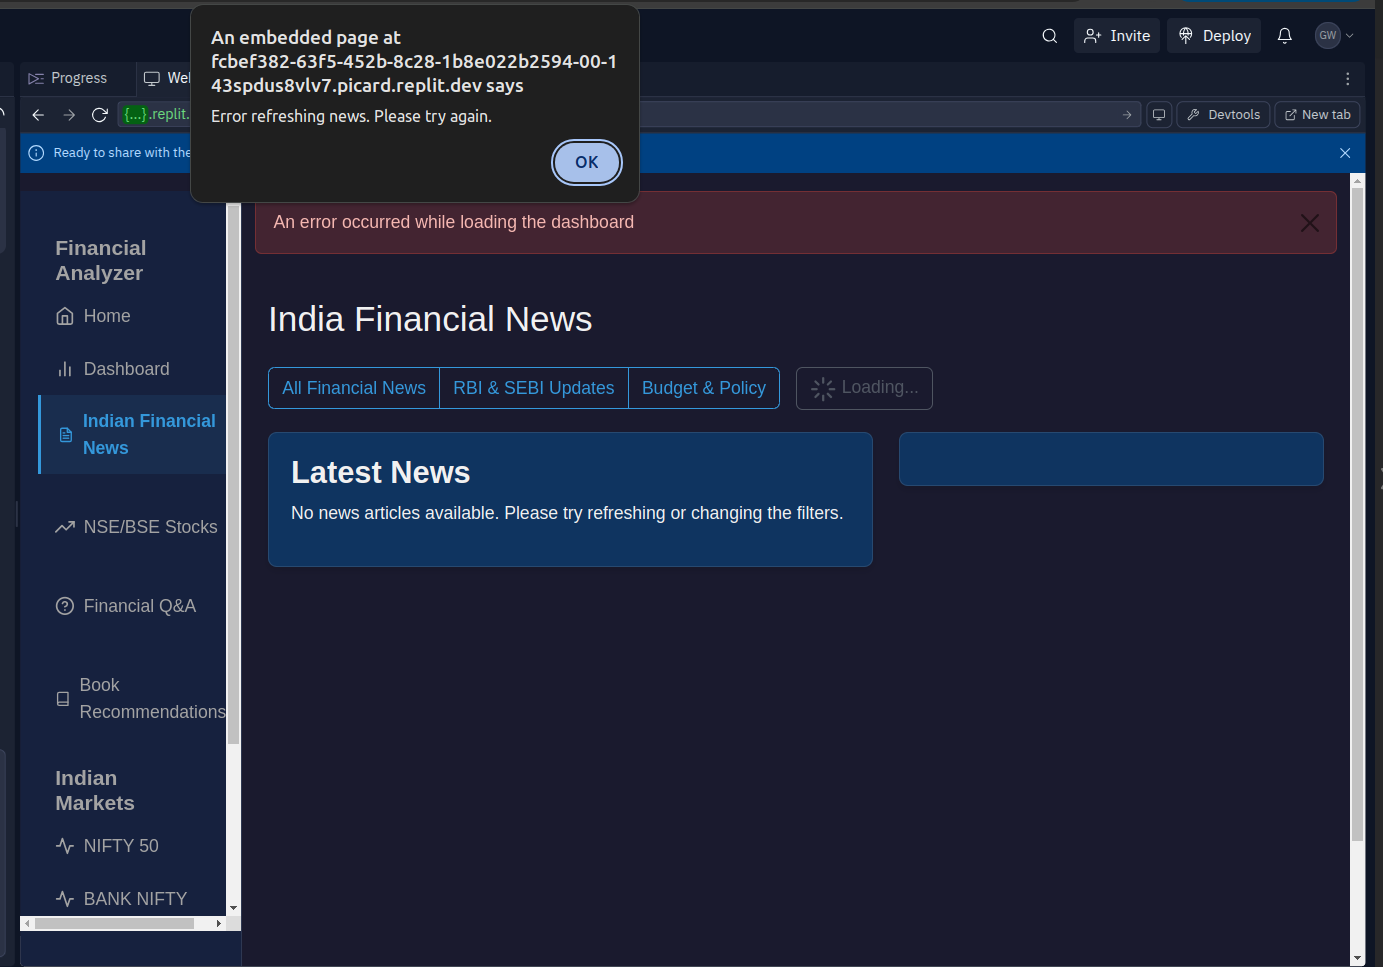 An embedded page at
fcbef382-63f5-452b-8c28-1b8e022b2594-00-1
43spdus8vlv7.picard.replit.dev says
Error refreshing news. Please try again.
OK
Invite
Deploy
GW
Progress
We
{...}.replit.
Devtools
New tab
Ready to share with the
An error occurred while loading the dashboard
Financial
Analyzer
Home
Dashboard
Indian Financial
News
NSE/BSE Stocks
Financial Q&A
Book
Recommendations
Indian
Markets
NIFTY 50
BANK NIFTY
India Financial News
All Financial News
RBI & SEBI Updates
Budget & Policy
Loading...
Latest News
No news articles available. Please try refreshing or changing the filters.